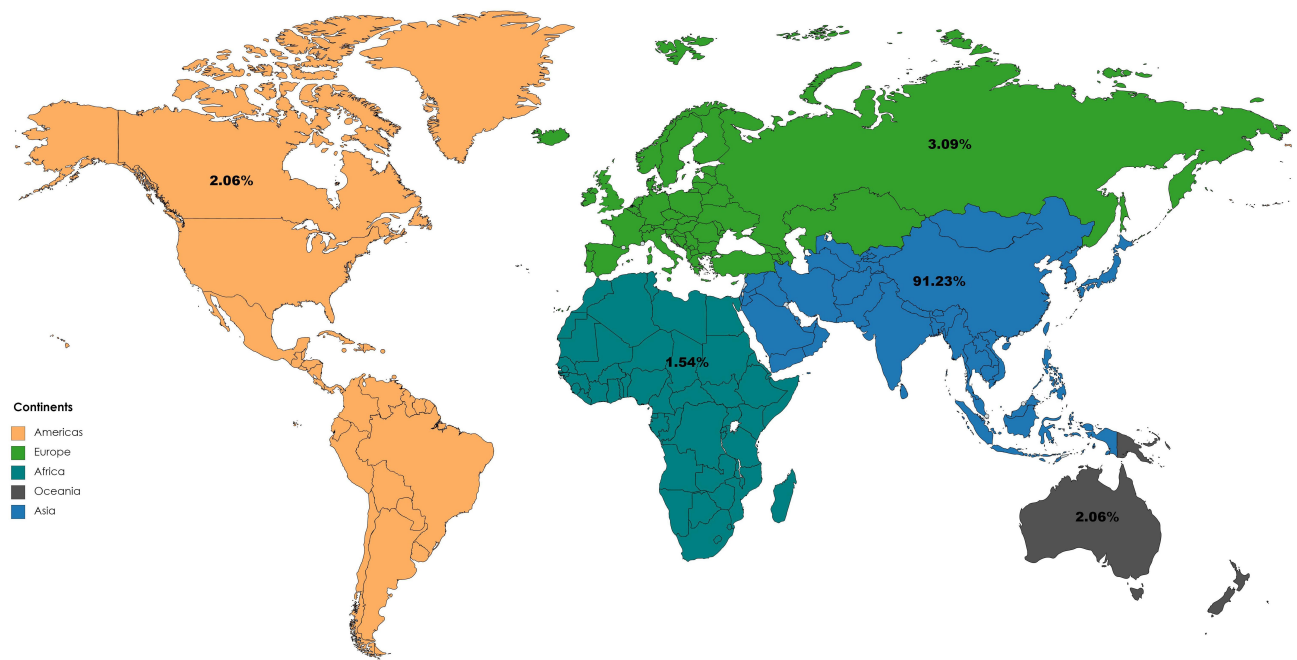 3.09%
2.06%
91.23%
1.54%
Continents
Americas
Europe
Africa
Oceania
Asia
2.06%